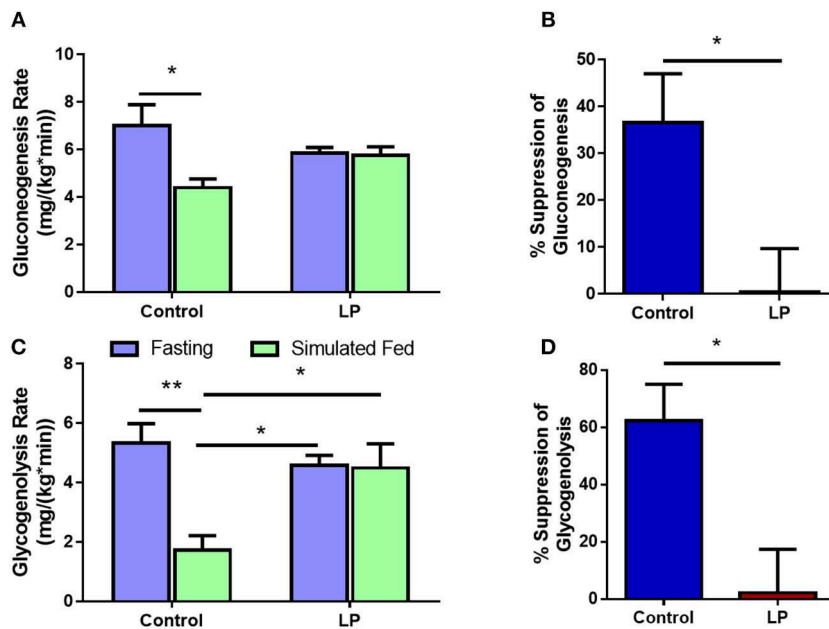 A
Gluconeogenesis Rate
(mg/(kg*min))
10
8
6
4
2
0
*
Control
LP
B
% Suppression of
Gluconeogenesis
50
40
30
20
10
0
*
Control
LP
C
Fasting
Simulated Fed
Glycogenolysis Rate
(mg/(kg*min))
8
6
4
2
0
**
*
*
Control
LP
D
% Suppression of
Glycogenolysis
80
60
40
20
0
*
Control
LP